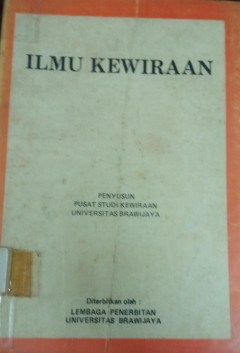 ILMU KEWIRAAN
PENYUSUN
PUSAT STUDI KEWIRAAN
UNIVERSITAS BRAWIJAYA
Diterbitkan oleh :
LEMBAGA PENERBITAN
UNIVERSITAS BRAWIJAYA